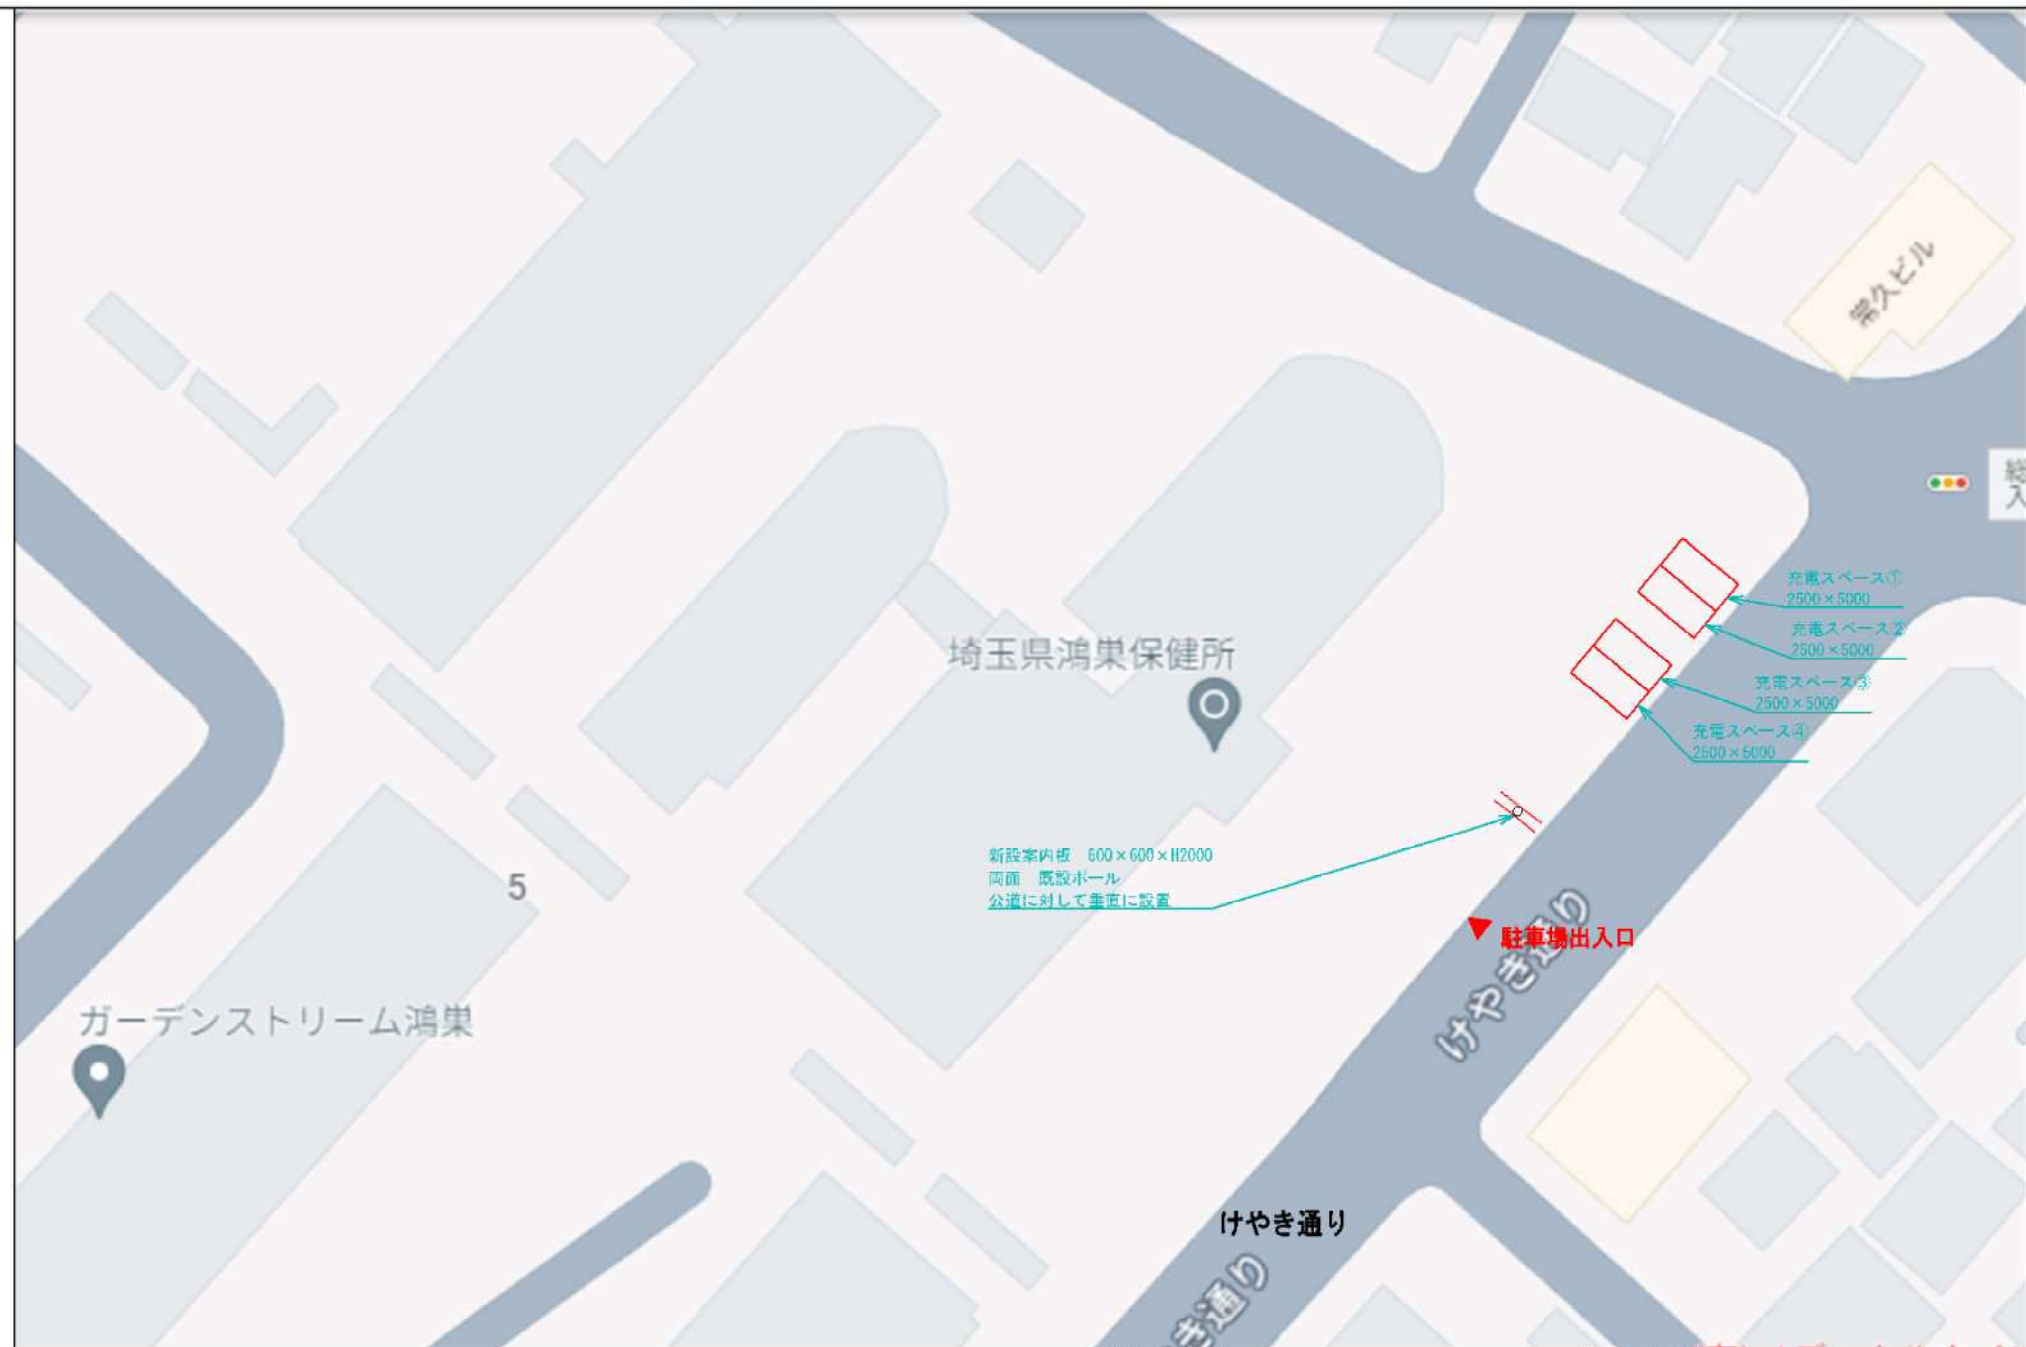 常久ビル
総
入
充電スペース①
2500×5000
充電スペース②
2500×5000
充電スペース③
2500×5000
充電スペース④
2500×5000
埼玉県鴻巣保健所
新設案内板 600×600×H2000
両面 既設ポール
公道に対して垂直に設置
5
駐車場出入口
けやき通り
ガーデンストリーム鴻巣
けやき通り
き通り